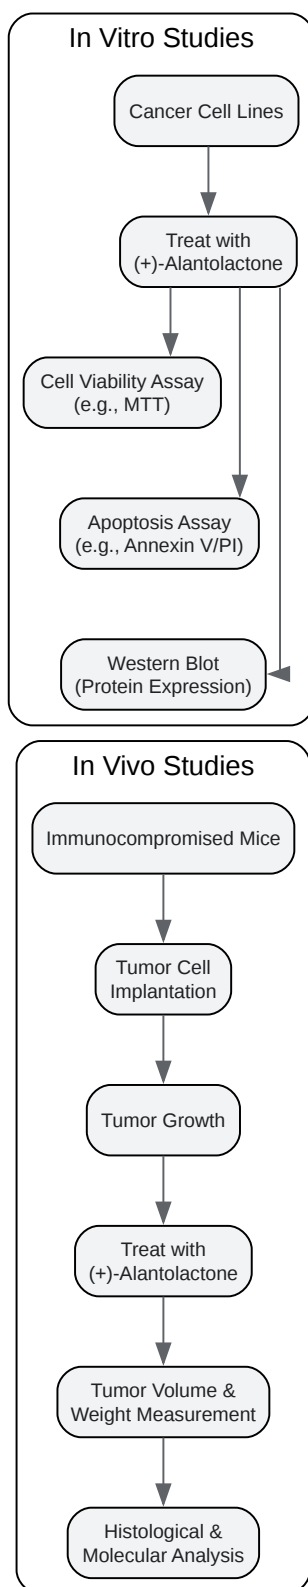 In Vitro Studies
Cancer Cell Lines
Treat with
(+)-Alantolactone
Cell Viability Assay
(e.g., MTT)
Apoptosis Assay
(e.g., Annexin V/PI)
Western Blot
(Protein Expression)
In Vivo Studies
Immunocompromised Mice
Tumor Cell
Implantation
Tumor Growth
Treat with
(+)-Alantolactone
Tumor Volume &
Weight Measurement
Histological &
Molecular Analysis